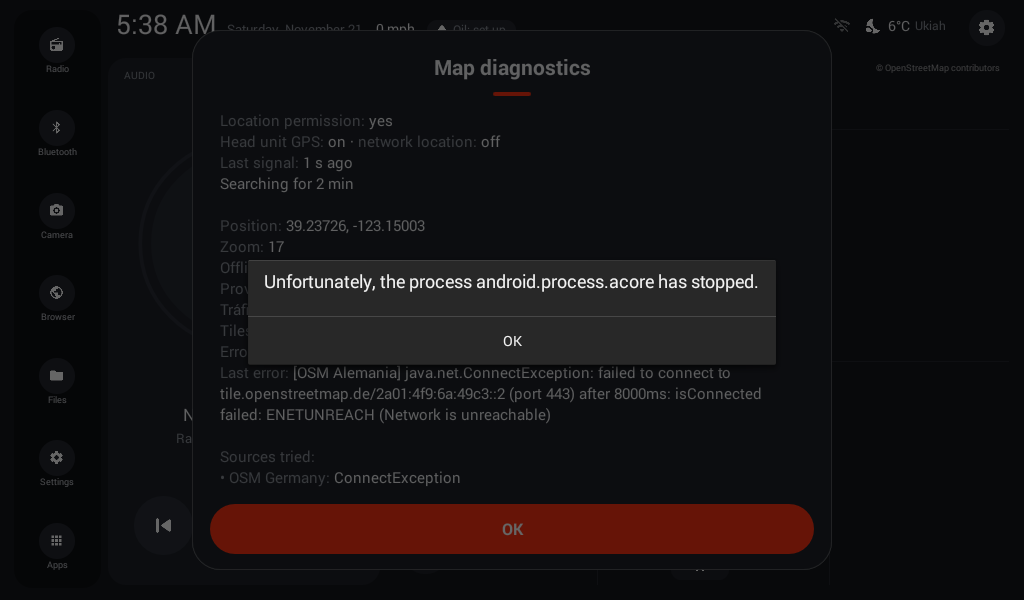 5:38 AM
Saturday, November 21
0 mph
Oil: set up
6°C Ukiah
© OpenStreetMap contributors
Radio
Bluetooth
Camera
Browser
Files
Settings
Apps
AUDIO
Map diagnostics
Location permission: yes
Head unit GPS: on · network location: off
Last signal: 1 s ago
Searching for 2 min
Position: 39.23726, -123.15003
Zoom: 17
Unfortunately, the process android.process.acore has stopped.
OK
Last error: [OSM Alemania] java.net.ConnectException: failed to connect to
tile.openstreetmap.de/2a01:4f9:6a:49c3::2 (port 443) after 8000ms: isConnected
failed: ENETUNREACH (Network is unreachable)
Sources tried:
• OSM Germany: ConnectException
OK